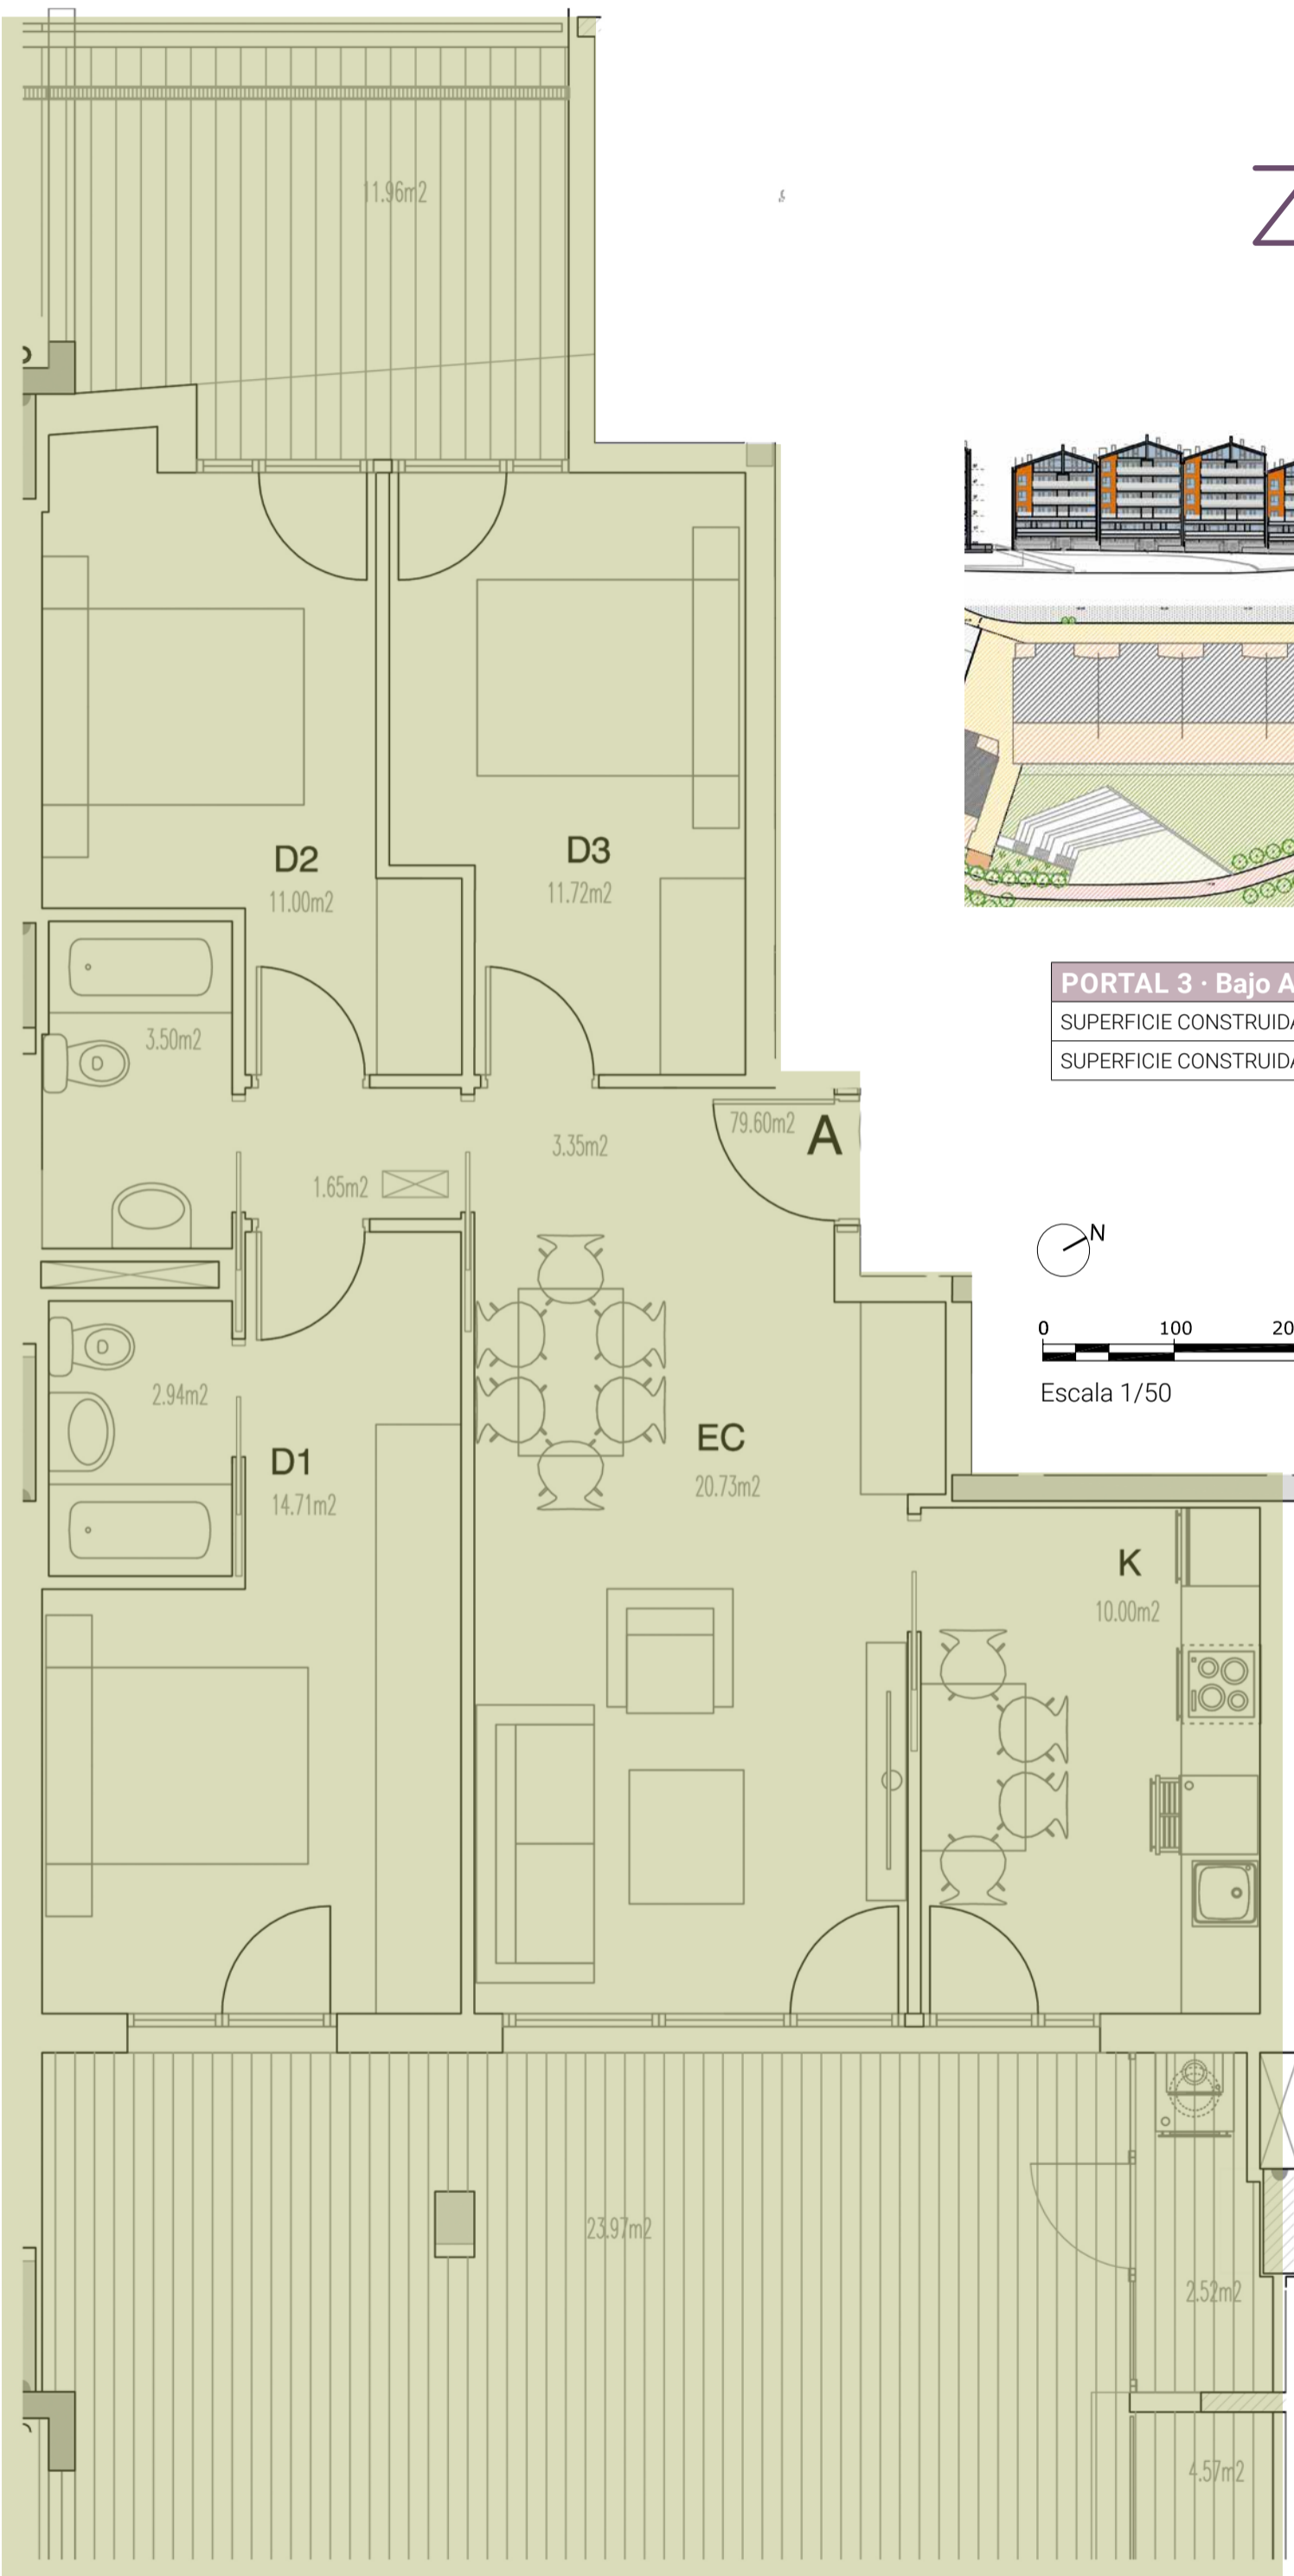 11.96m2
D2
11.00m2
D3
11.72m2
3.50m2
D
79.60m2
A
3.35m2
1.65m2
D
2.94m2
D1
14.71m2
EC
20.73m2
K
10.00m2
23.97m2
2.52m2
4.57m2
PORTAL 3 · Bajo A
SUPERFICIE CONSTRUIDA
SUPERFICIE CONSTRUIDA
N
0 100 20
Escala 1/50